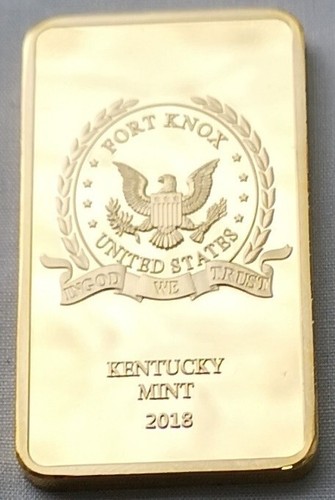 FORT KNOX
UNITED STATES
IN GOD WE TRUST
KENTUCKY
MINT
2018